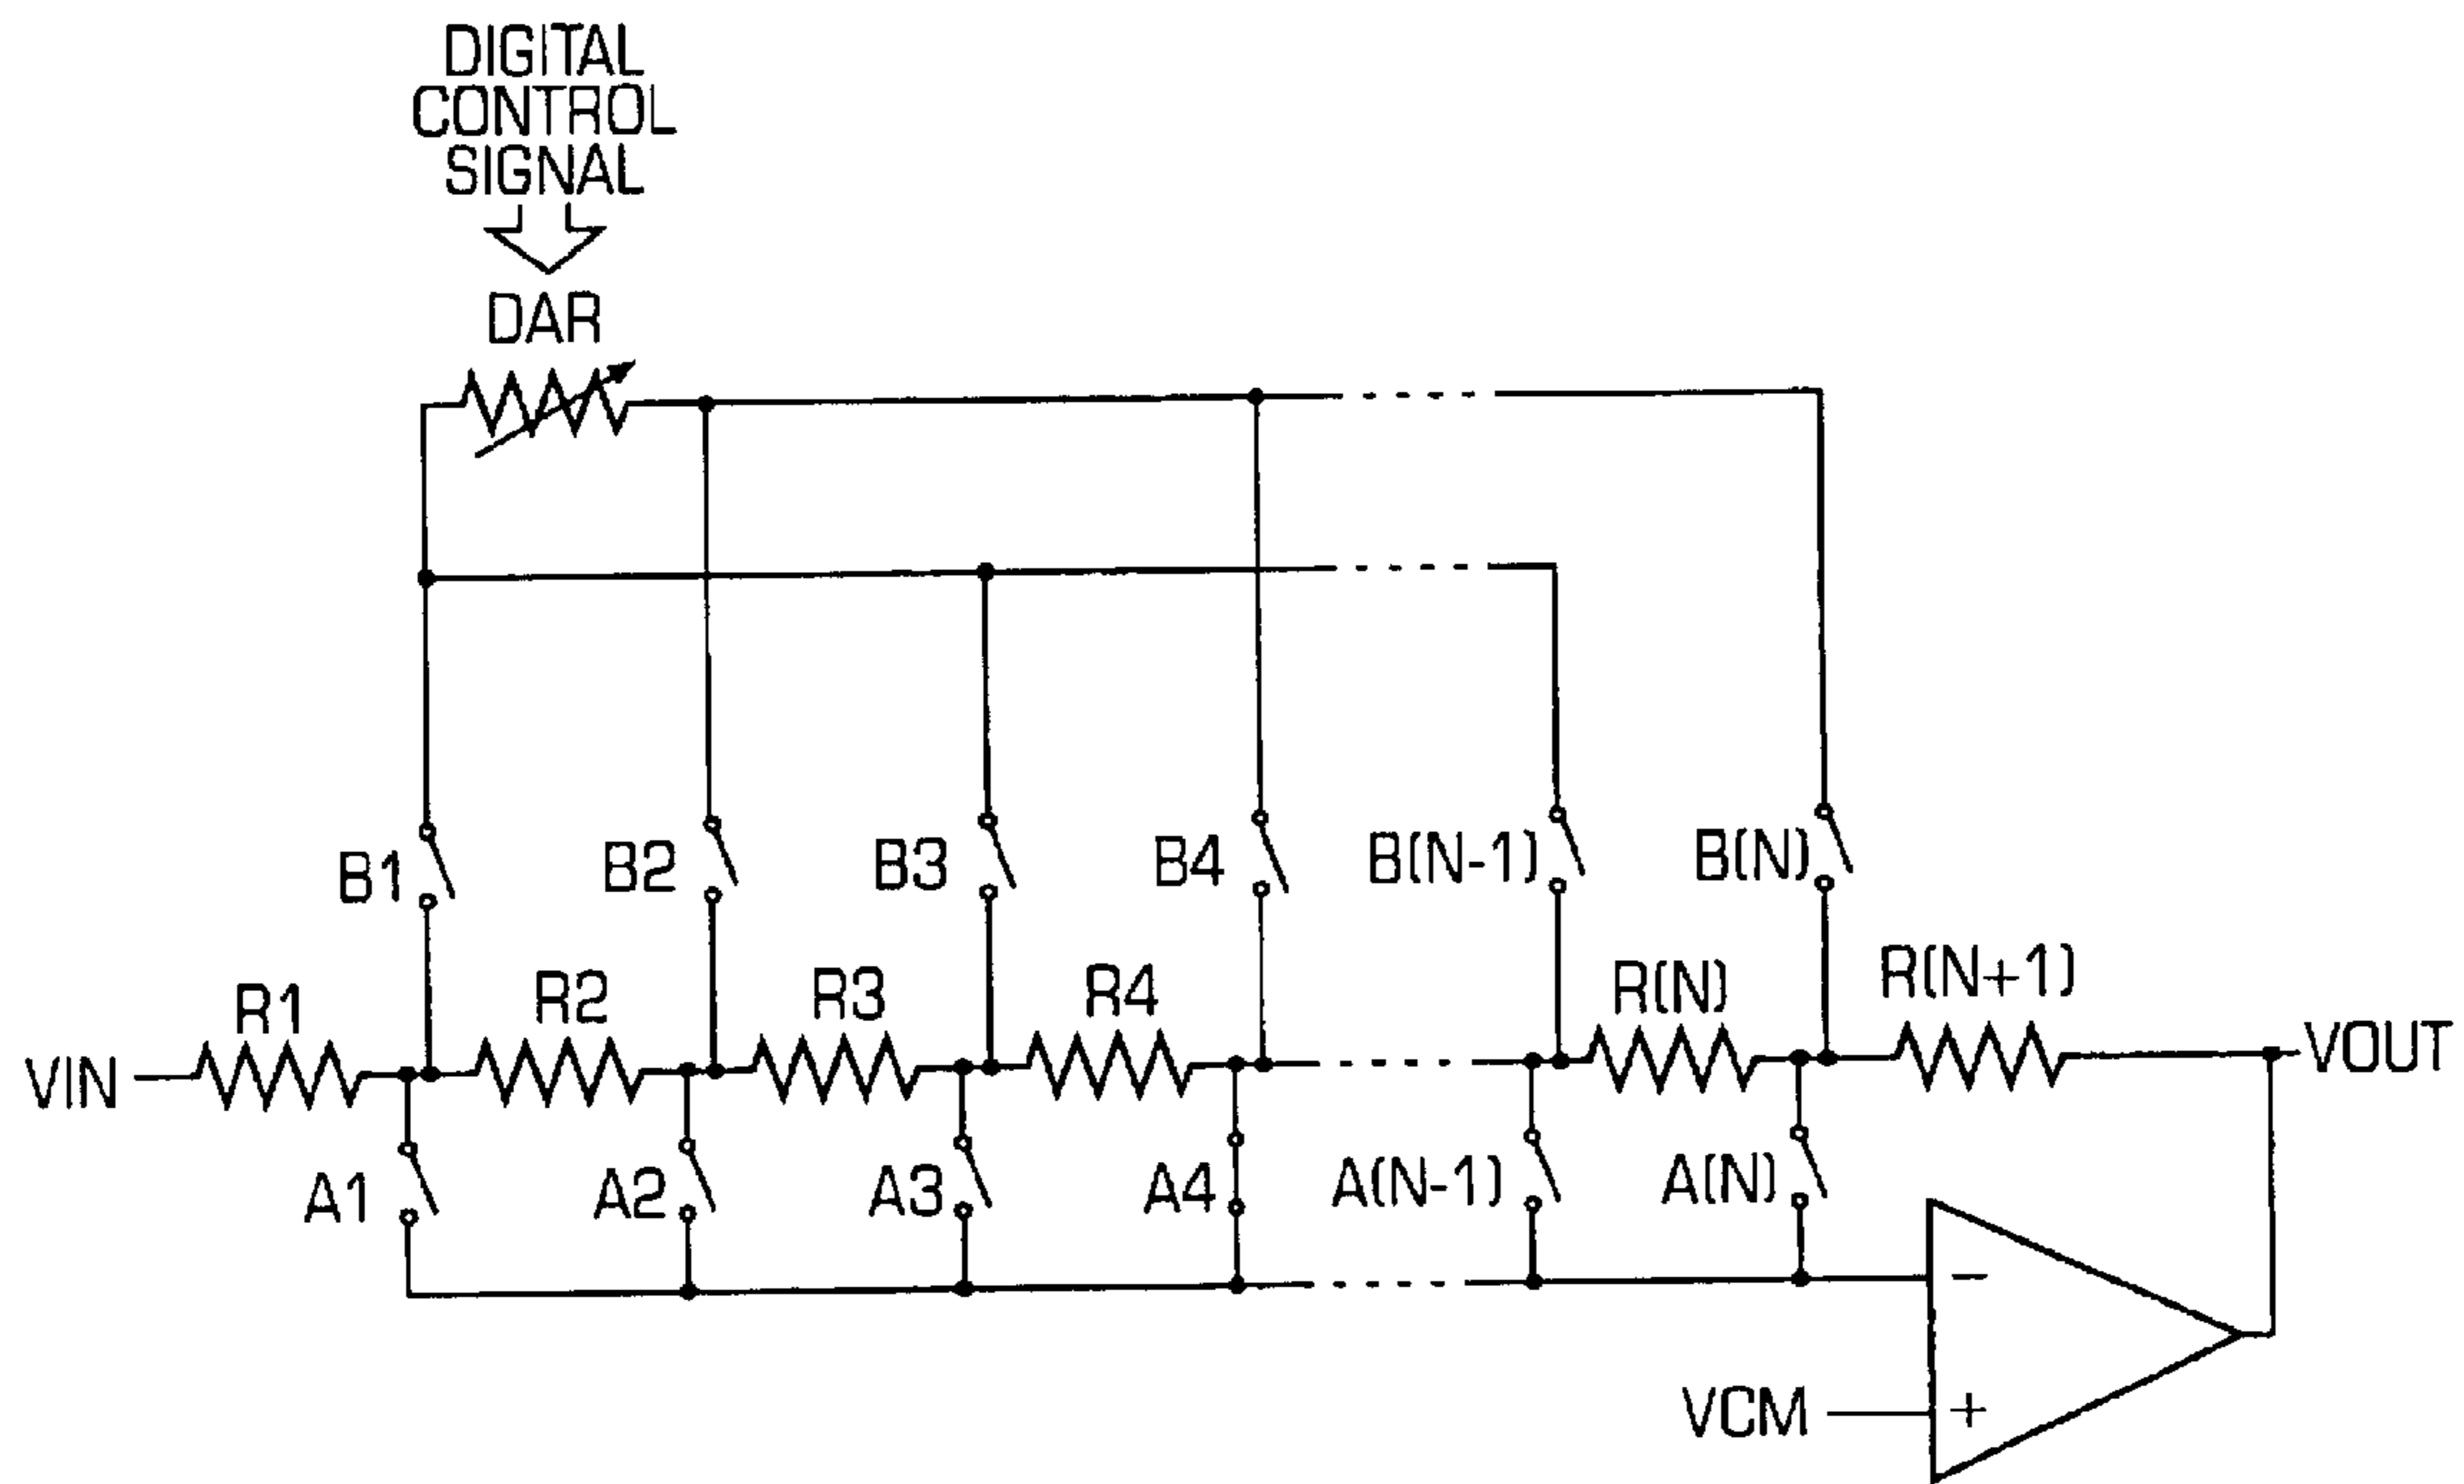 DIGITAL
CONTROL
SIGNAL
DAR
B1
B2
B3
B4
B(N-1)
B(N)
R1
R2
R3
R4
R(N)
R(N+1)
VIN
VOUT
A1
A2
A3
A4
A(N-1)
A(N)
−
VCM
+